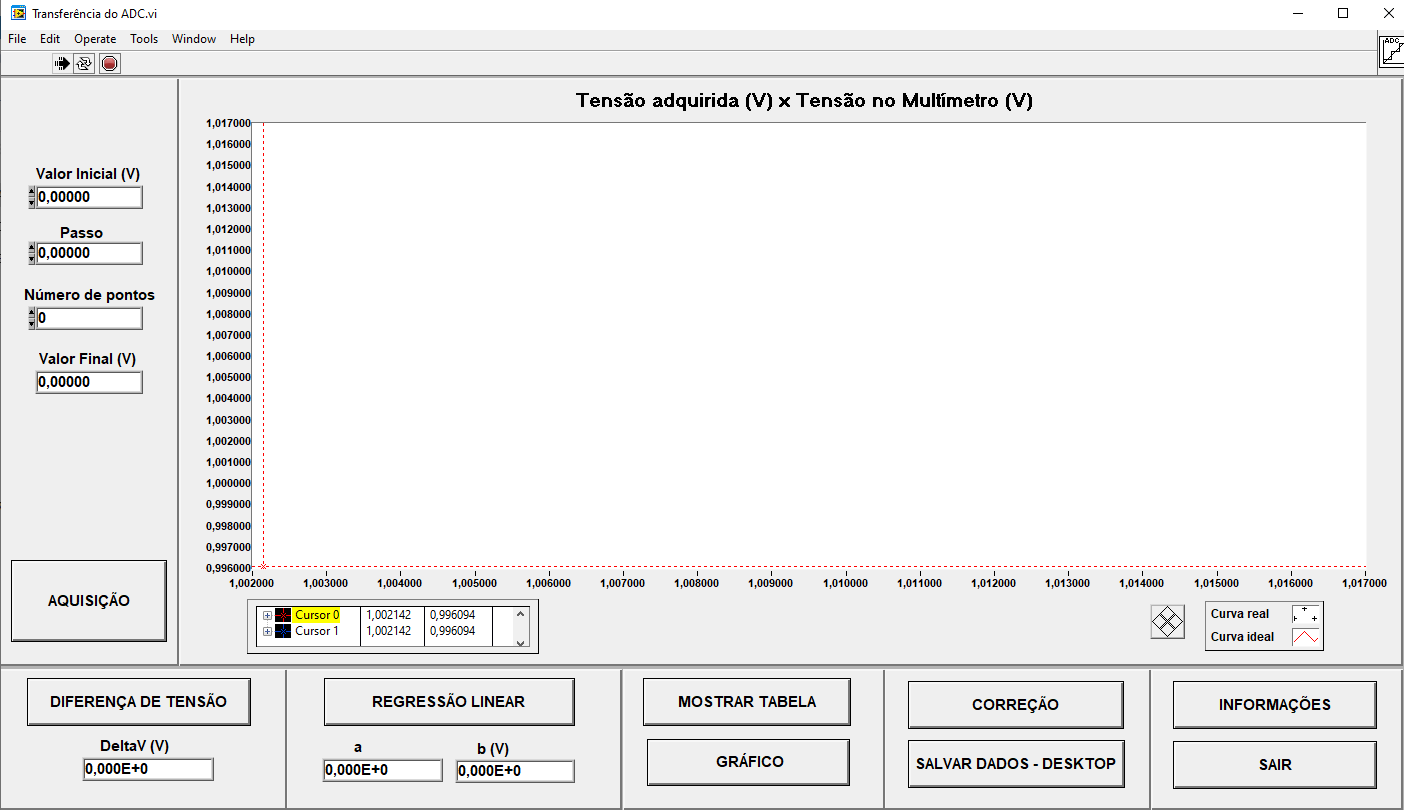 Transferência do ADC.vi
File Edit Operate Tools Window Help
ADC
Valor Inicial (V)
0,00000
Passo
0,00000
Número de pontos
0
Valor Final (V)
0,00000
AQUISIÇÃO
Tensão adquirida (V) x Tensão no Multímetro (V)
1,017000
1,016000
1,015000
1,014000
1,013000
1,012000
1,011000
1,010000
1,009000
1,008000
1,007000
1,006000
1,005000
1,004000
1,003000
1,002000
1,001000
1,000000
0,999000
0,998000
0,997000
0,996000
1,002000 1,003000 1,004000 1,005000 1,006000 1,007000 1,008000 1,009000 1,010000 1,011000 1,012000 1,013000 1,014000 1,015000 1,016000 1,017000
Cursor 0 1,002142 0,996094
Cursor 1 1,002142 0,996094
Curva real
Curva ideal
DIFERENÇA DE TENSÃO
DeltaV (V)
0,000E+0
REGRESSÃO LINEAR
a b (V)
0,000E+0 0,000E+0
MOSTRAR TABELA
GRÁFICO
CORREÇÃO
SALVAR DADOS - DESKTOP
INFORMAÇÕES
SAIR